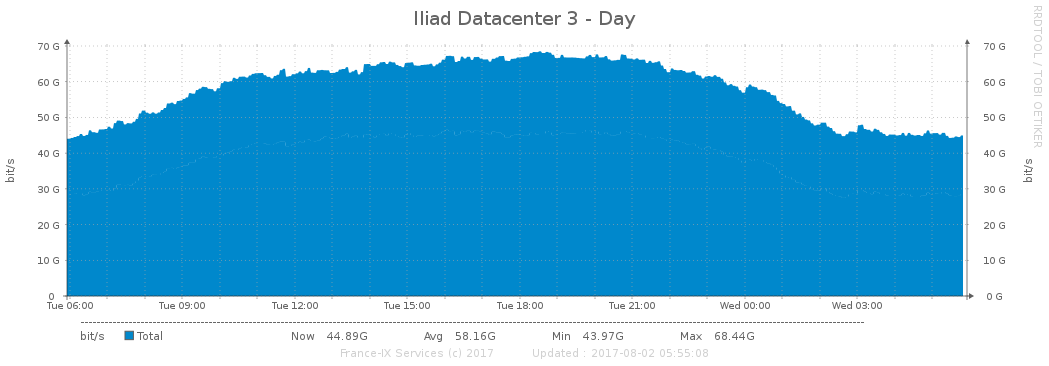 Iliad Datacenter 3 - Day
RRDTOOL / TOBI OETIKER
70 G 70 G
60 G 60 G
50 G 50 G
40 G 40 G
30 G 30 G
20 G 20 G
10 G 10 G
0 0 G
bit/s bit/s
Tue 06:00 Tue 09:00 Tue 12:00 Tue 15:00 Tue 18:00 Tue 21:00 Wed 00:00 Wed 03:00
bit/s Total Now 44.89G Avg 58.16G Min 43.97G Max 68.44G
France-IX Services (c) 2017 Updated : 2017-08-02 05:55:08